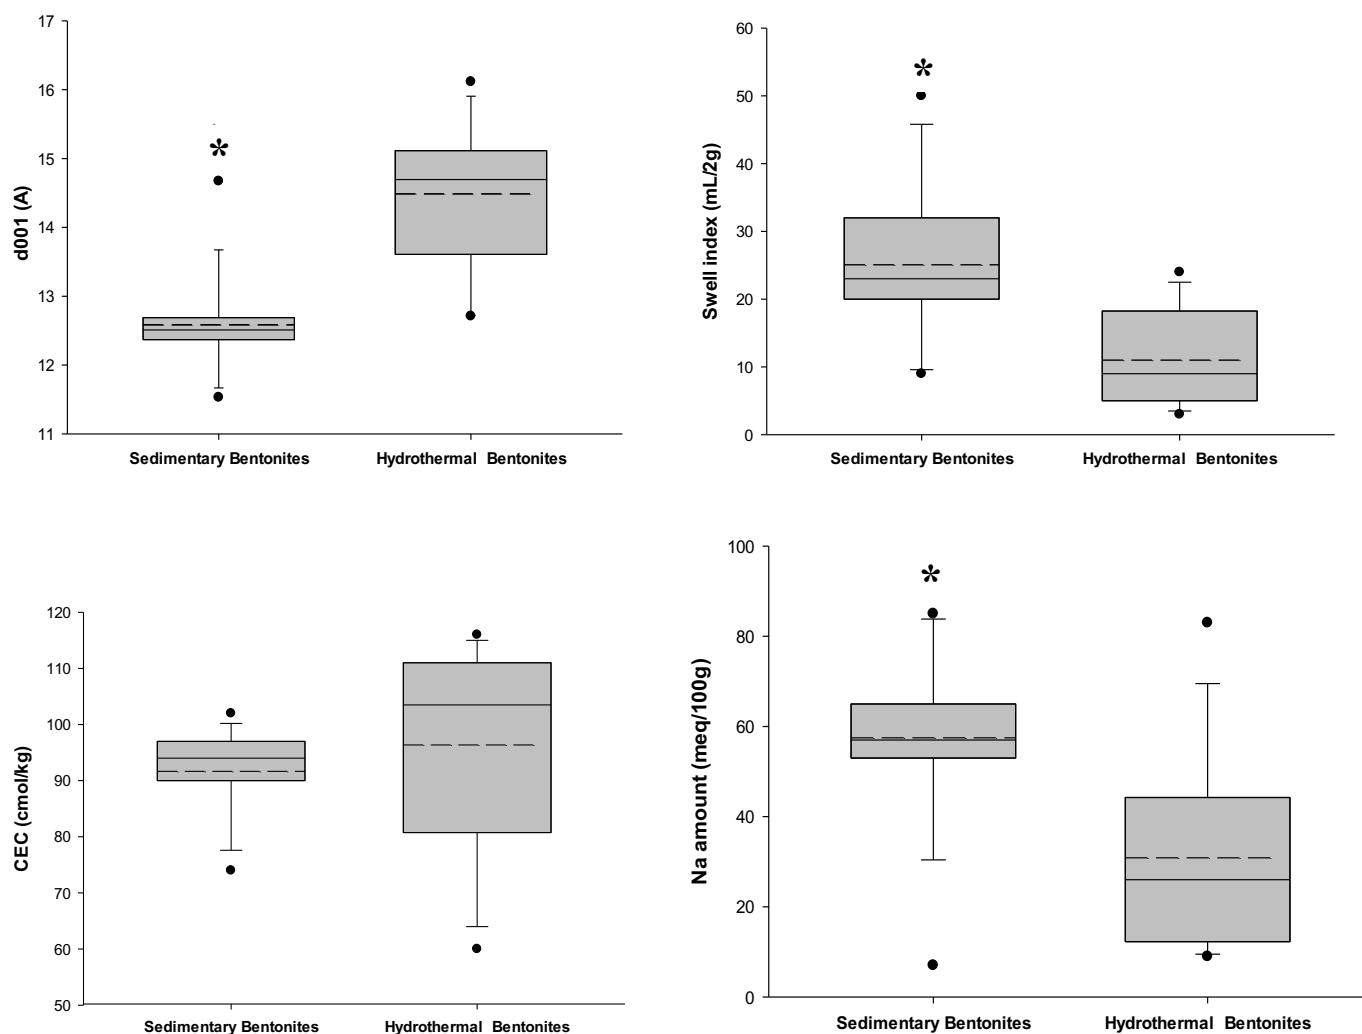 17
16
15
14
13
12
11
d001 (A)
*
Sedimentary Bentonites
Hydrothermal Bentonites
60
50
40
30
20
10
0
Swell index (mL/2g)
*
Sedimentary Bentonites
Hydrothermal Bentonites
120
110
100
90
80
70
60
50
CEC (cmol/kg)
Sedimentary Bentonites
Hydrothermal Bentonites
100
80
60
40
20
0
Na amount (meq/100g)
*
Sedimentary Bentonites
Hydrothermal Bentonites